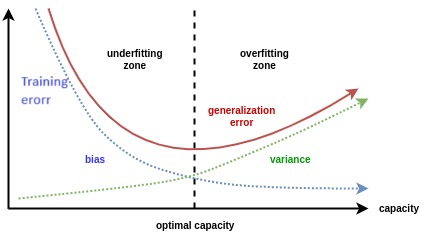 underfitting
zone
overfitting
zone
Training
erorr
generalization
error
bias
variance
capacity
optimal capacity